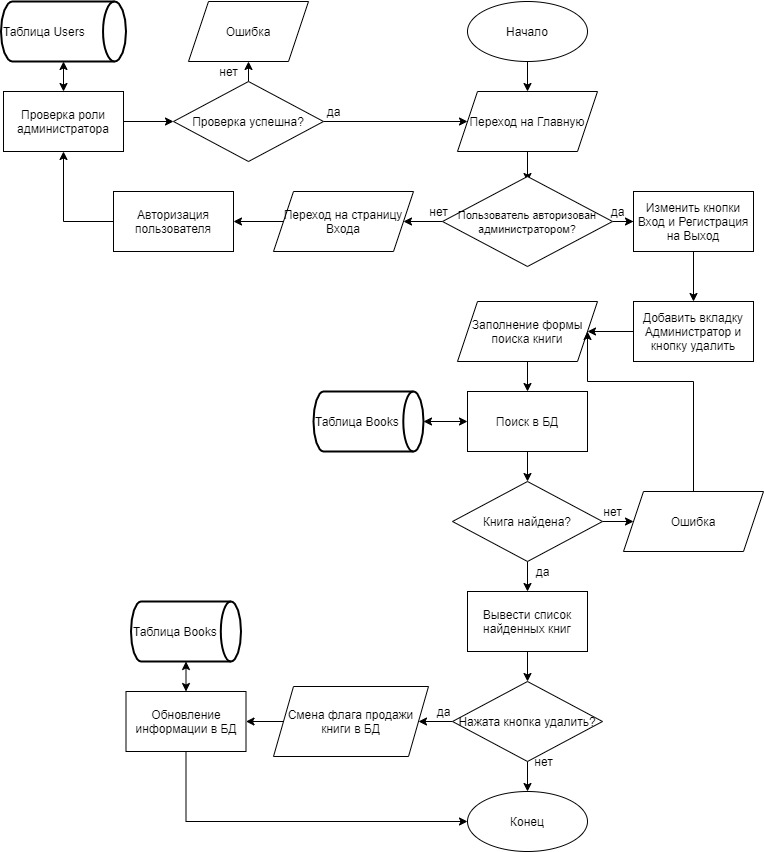 Таблица Users
Ошибка
Начало
нет
Проверка роли
администратора
Проверка успешна?
да
Переход на Главную
Авторизация
пользователя
Переход на страницу
Входа
нет
Пользователь авторизован
администратором?
да
Изменить кнопки
Вход и Регистрация
на Выход
Заполнение формы
поиска книги
Добавить вкладку
Администратор и
кнопку удалить
Таблица Books
Поиск в БД
Книга найдена?
нет
Ошибка
да
Вывести список
найденных книг
Таблица Books
Обновление
информации в БД
Смена флага продажи
книги в БД
да
Нажата кнопка удалить?
нет
Конец